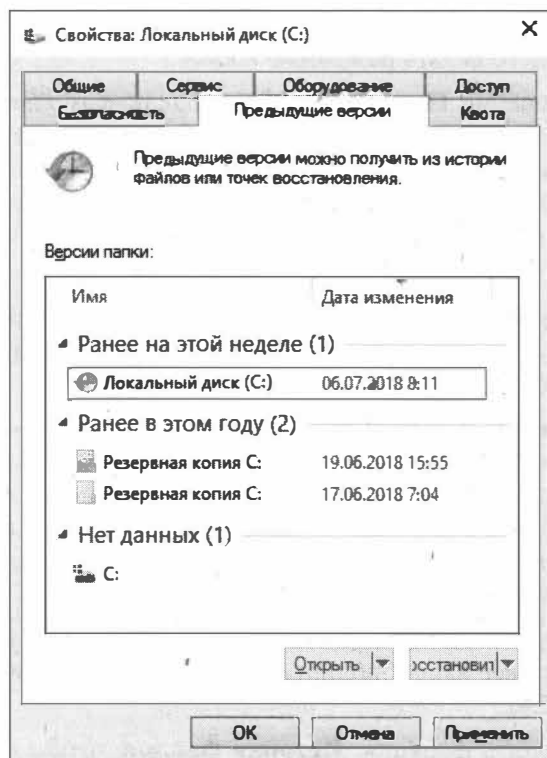 Свойства: Локальный диск (C:)
Общие Сервис Оборудование Доступ
Безопасность Предыдущие версии Квота
Предыдущие версии можно получить из истории
файлов или точек восстановления.
Версии папки:
Имя Дата изменения
Ранее на этой неделе (1)
Локальный диск (C:) 06.07.2018 8:11
Ранее в этом году (2)
Резервная копия C: 19.06.2018 15:55
Резервная копия C: 17.06.2018 7:04
Нет данных (1)
C:
Открыть осстановит
OK Отмена Применить